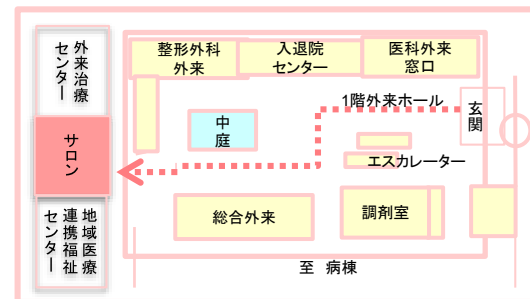 外来治療
センター
サロン
地域医療
連携福祉
センター
整形外科
外来
入退院
センター
医科外来
窓口
中
庭
1階外来ホール
玄
関
エスカレーター
総合外来
調剤室
至 病棟